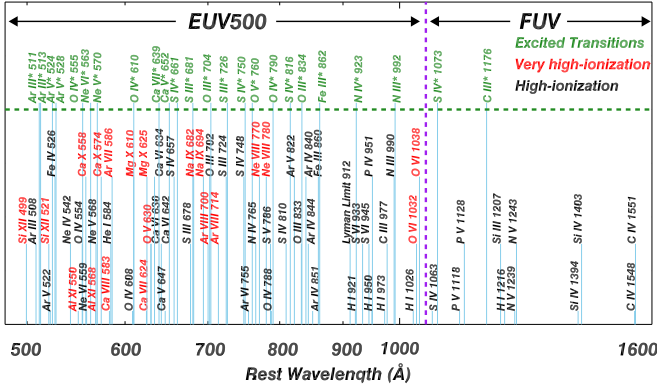 EUV500
FUV
Excited Transitions
Very high-ionization
High-ionization
Ar III* 511
Ar III* 513
Ar V* 524
Ar V* 528
O IV* 555
Ne VI* 563
Ne V* 570
O IV* 610
Ca VII* 639
Ca V* 652
S IV* 661
S III* 681
O III* 704
S III* 726
S IV* 750
O V* 760
O IV* 790
S IV* 816
O III* 834
Fe III* 862
N IV* 923
N III* 992
S IV* 1073
C III* 1176
Fe IV 526
Ca X 558
Ca X 574
Ar VII 586
Mg X 610
Mg X 625
Ca VI 634
S IV 657
Na IX 682
Na IX 694
O III 702
S III 724
S IV 748
Ne VIII 770
Ne VIII 780
Ar V 822
Ar IV 840
Fe III 860
P IV 951
N III 990
O VI 1038
Si XII 499
Ar III 508
Si XII 521
Ne IV 542
O IV 554
Ne V 568
He I 584
O V 630
Ca VI 630
Ca VI 642
S III 678
Ar VIII 700
Ar VIII 714
N IV 765
S V 786
S IV 810
O III 833
Ar IV 844
Lyman Limit 912
S VI 933
S VI 945
C III 977
O VI 1032
P V 1128
Si III 1207
N V 1243
Si IV 1403
C IV 1551
Ar V 522
Al XI 550
Ne VI 559
Al XI 568
Ca VIII 583
O IV 608
Ca VII 624
Ca V 647
Ar VI 755
O IV 788
Ar V 851
H I 921
H I 950
H I 973
H I 1026
S IV 1063
P V 1118
H I 1216
N V 1239
Si IV 1394
C IV 1548
500 600 700 800 900 1000 1600
Rest Wavelength (Å)